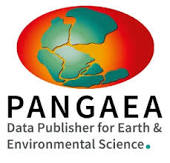 PANGAEA
Data Publisher for Earth &
Environmental Science.